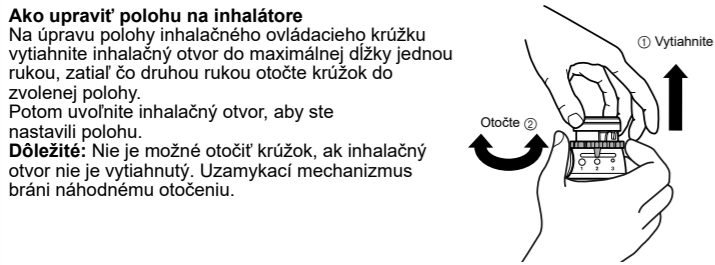 Ako upraviť polohu na inhalátore
Na úpravu polohy inhalačného ovládacieho krúžku
vytiahnite inhalačný otvor do maximálnej dĺžky jednou
rukou, zatiaľ čo druhou rukou otočte krúžok do
zvolenej polohy.
Potom uvoľnite inhalačný otvor, aby ste
nastavili polohu.
Dôležité: Nie je možné otočiť krúžok, ak inhalačný
otvor nie je vytiahnutý. Uzamykací mechanizmus
bráni náhodnému otočeniu.
① Vytiahnite
Otočte ②
1 2 3